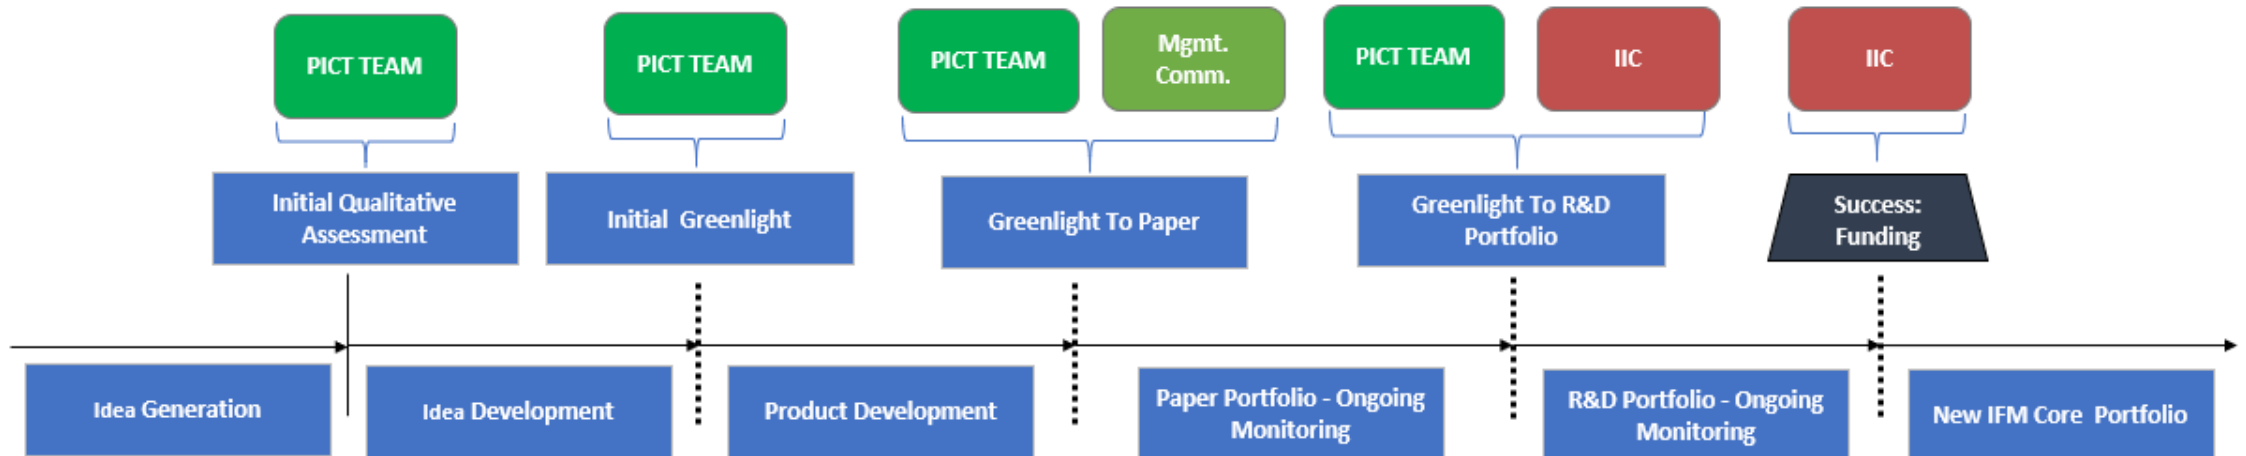 PICT TEAM
PICT TEAM
PICT TEAM
Mgmt.
Comm.
PICT TEAM
IIC
IIC
Initial Qualitative
Assessment
Initial Greenlight
Greenlight To Paper
Greenlight To R&D
Portfolio
Success:
Funding
Idea Generation
Idea Development
Product Development
Paper Portfolio - Ongoing
Monitoring
R&D Portfolio - Ongoing
Monitoring
New IFM Core Portfolio